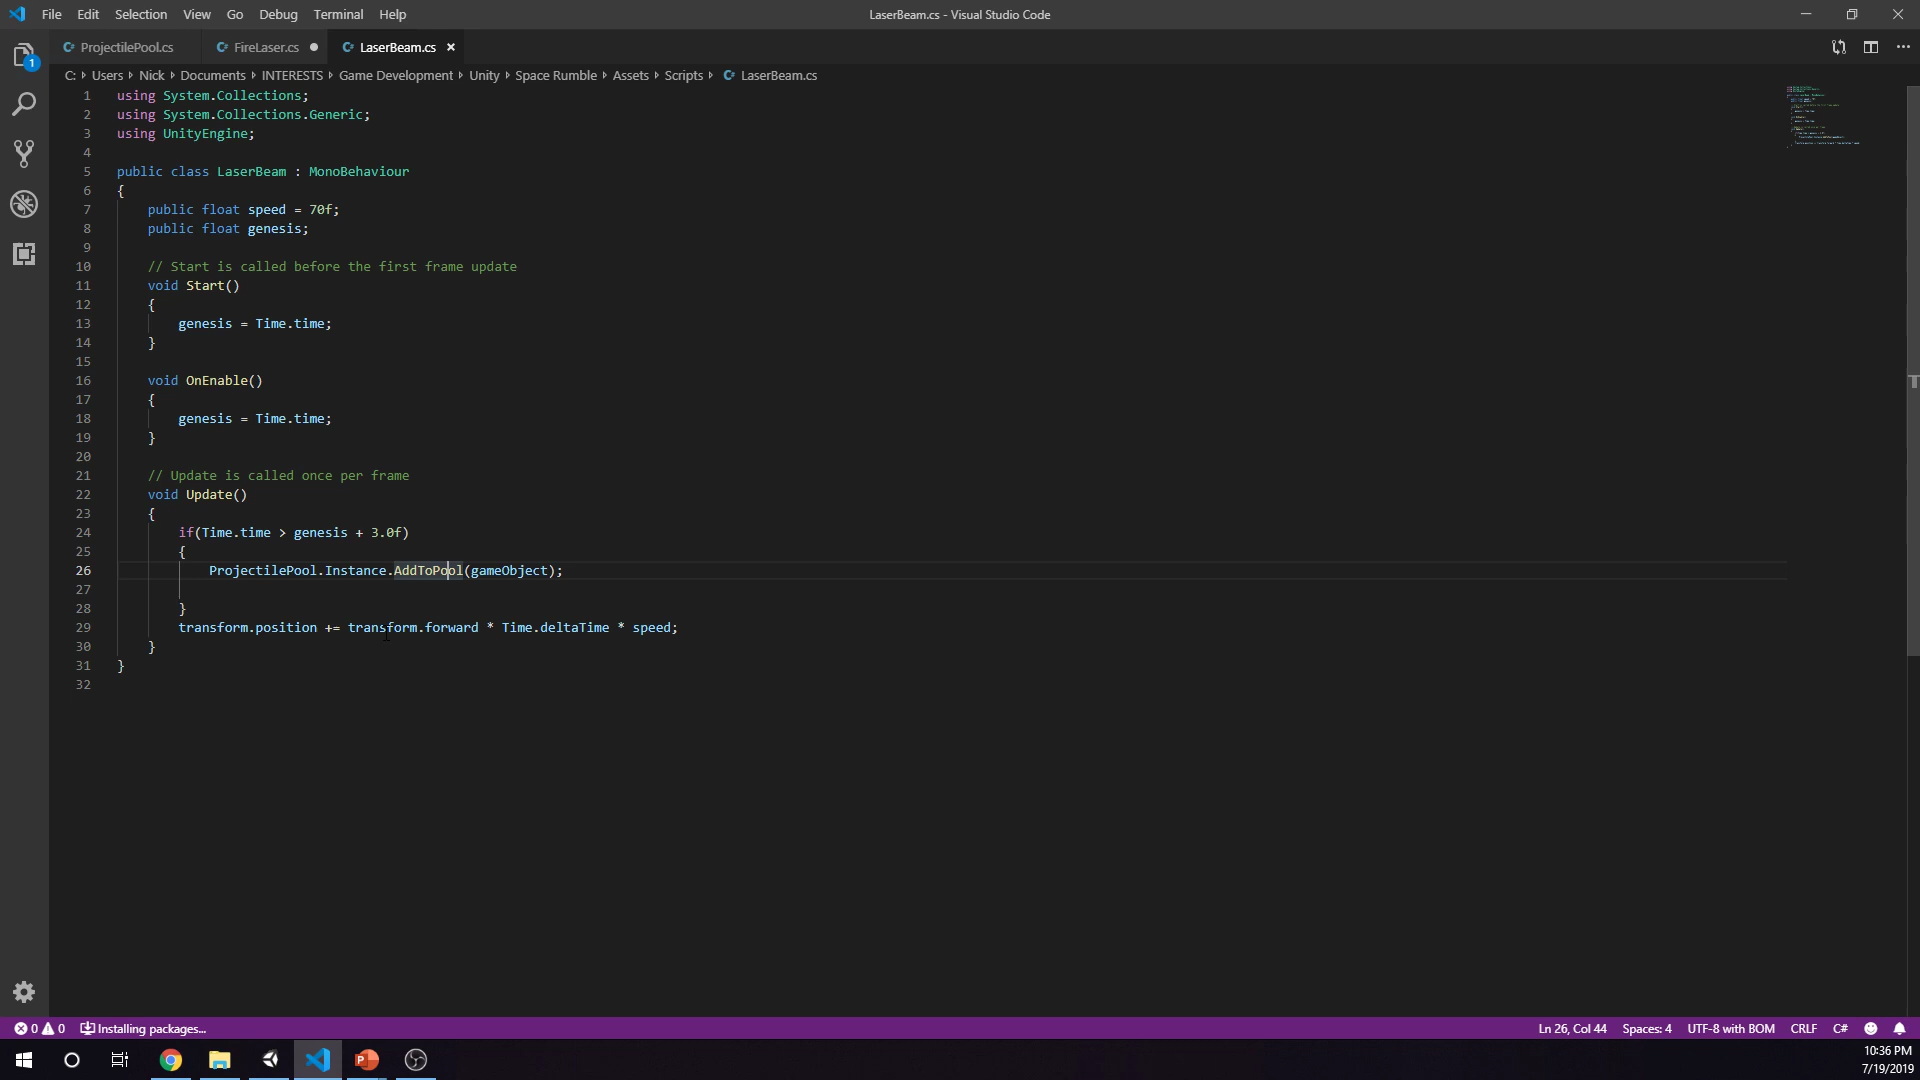 File Edit Selection View Go Debug Terminal Help
LaserBeam.cs - Visual Studio Code
ProjectilePool.cs
FireLaser.cs
LaserBeam.cs
C: Users Nick Documents INTERESTS Game Development Unity Space Rumble Assets Scripts LaserBeam.cs
1 using System.Collections;
2 using System.Collections.Generic;
3 using UnityEngine;
4
5 public class LaserBeam : MonoBehaviour
6 {
7 public float speed = 70f;
8 public float genesis;
9
10 // Start is called before the first frame update
11 void Start()
12 {
13 genesis = Time.time;
14 }
15
16 void OnEnable()
17 {
18 genesis = Time.time;
19 }
20
21 // Update is called once per frame
22 void Update()
23 {
24 if(Time.time > genesis + 3.0f)
25 {
26 ProjectilePool.Instance.AddToPool(gameObject);
27
28 }
29 transform.position += transform.forward * Time.deltaTime * speed;
30 }
31 }
32
1
0 0 Installing packages...
Ln 26, Col 44 Spaces: 4 UTF-8 with BOM CRLF C#
10:36 PM
7/19/2019